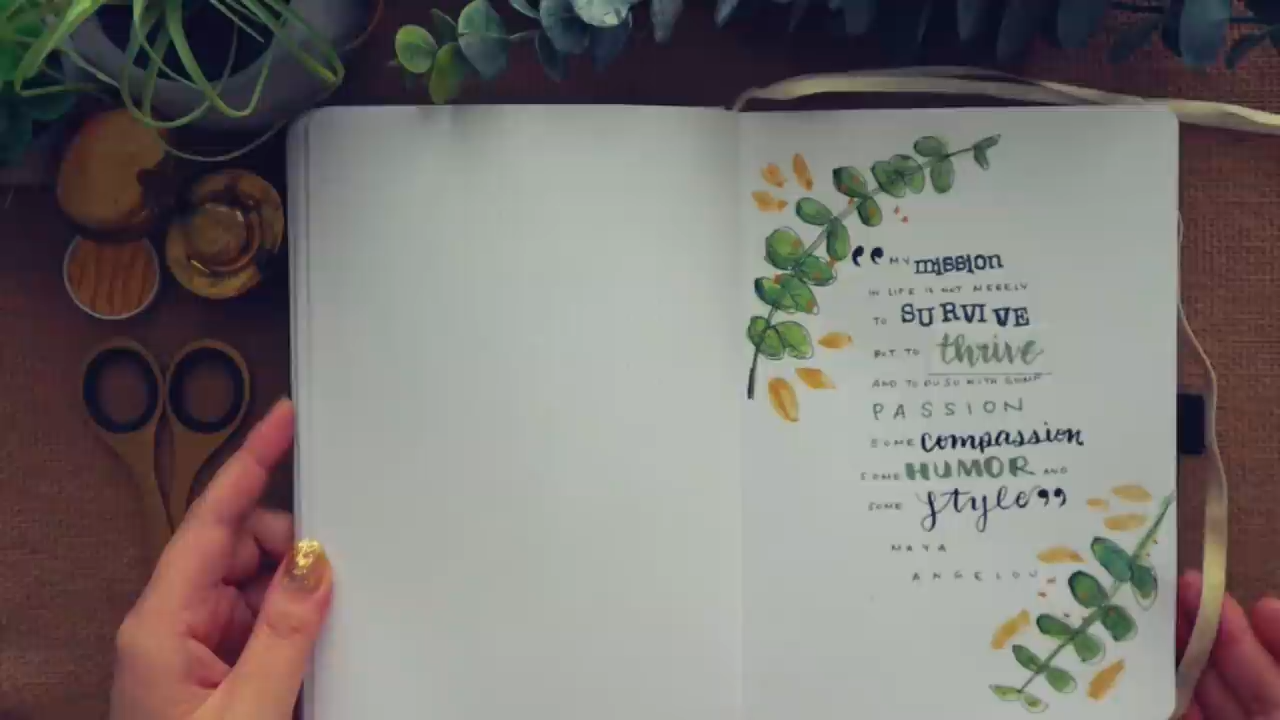 “ MY mission
IN LIFE IS NOT MERELY
TO SURVIVE
BUT TO thrive
AND TO DO SO WITH SOME
PASSION
SOME compassion
SOME HUMOR AND
SOME style ”
MAYA
ANGELOU